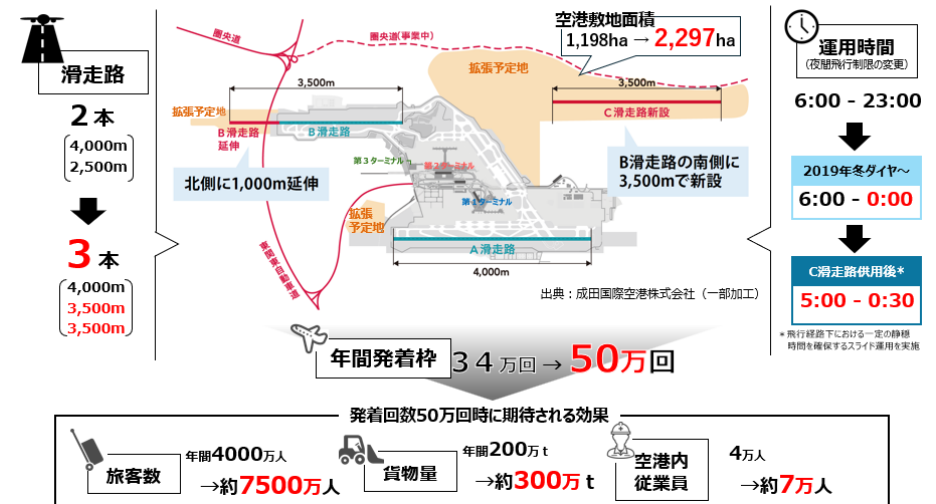 滑走路
2本
4,000m
2,500m
3本
4,000m
3,500m
3,500m
圏央道
圏央道(事業中)
空港敷地面積
1,198ha → 2,297ha
拡張予定地
3,500m
3,500m
拡張予定地
B滑走路
延伸
B滑走路
C滑走路新設
第3ターミナル
第2ターミナル
第1ターミナル
北側に1,000m延伸
B滑走路の南側に
3,500mで新設
拡張
予定地
A滑走路
4,000m
東関東自動車道
出典：成田国際空港株式会社（一部加工）
運用時間
（夜間飛行制限の変更）
6:00 - 23:00
2019年冬ダイヤ～
6:00 - 0:00
C滑走路供用後*
5:00 - 0:30
*飛行経路下における一定の静穏
時間を確保するスライド運用を実施
年間発着枠
34万回 → 50万回
発着回数50万回時に期待される効果
旅客数
年間4000万人
→約7500万人
貨物量
年間200万t
→約300万t
空港内
従業員
4万人
→約7万人